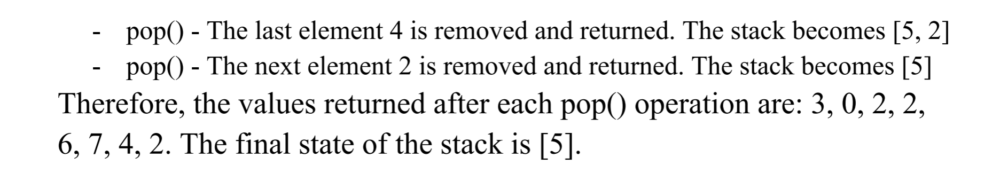 - pop() - The last element 4 is removed and returned. The stack becomes [5, 2]
- pop() - The next element 2 is removed and returned. The stack becomes [5]
Therefore, the values returned after each pop() operation are: 3, 0, 2, 2,
6, 7, 4, 2. The final state of the stack is [5].